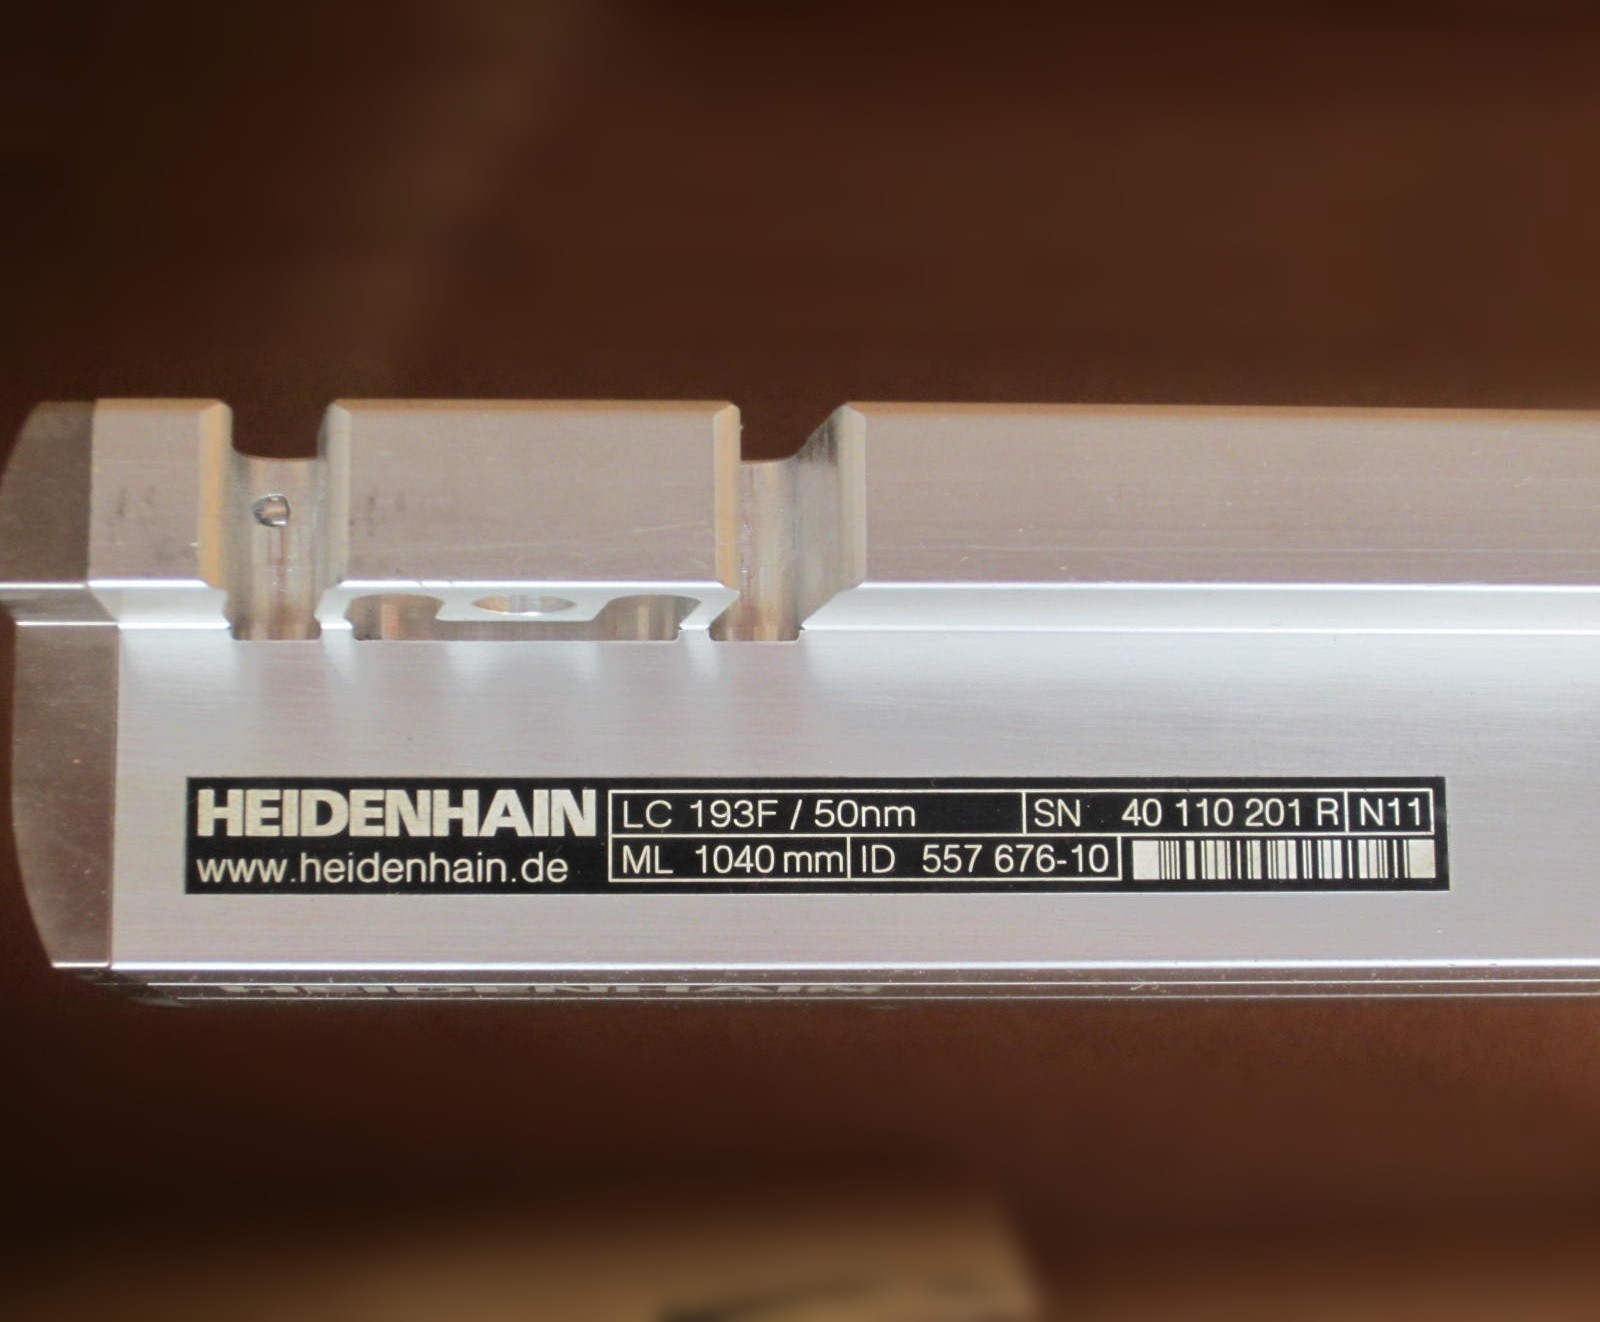 HEIDENHAIN
www.heidenhain.de
LC 193F / 50nm SN 40 110 201 R N11
ML 1040 mm ID 557 676-10
HEIDENHAIN